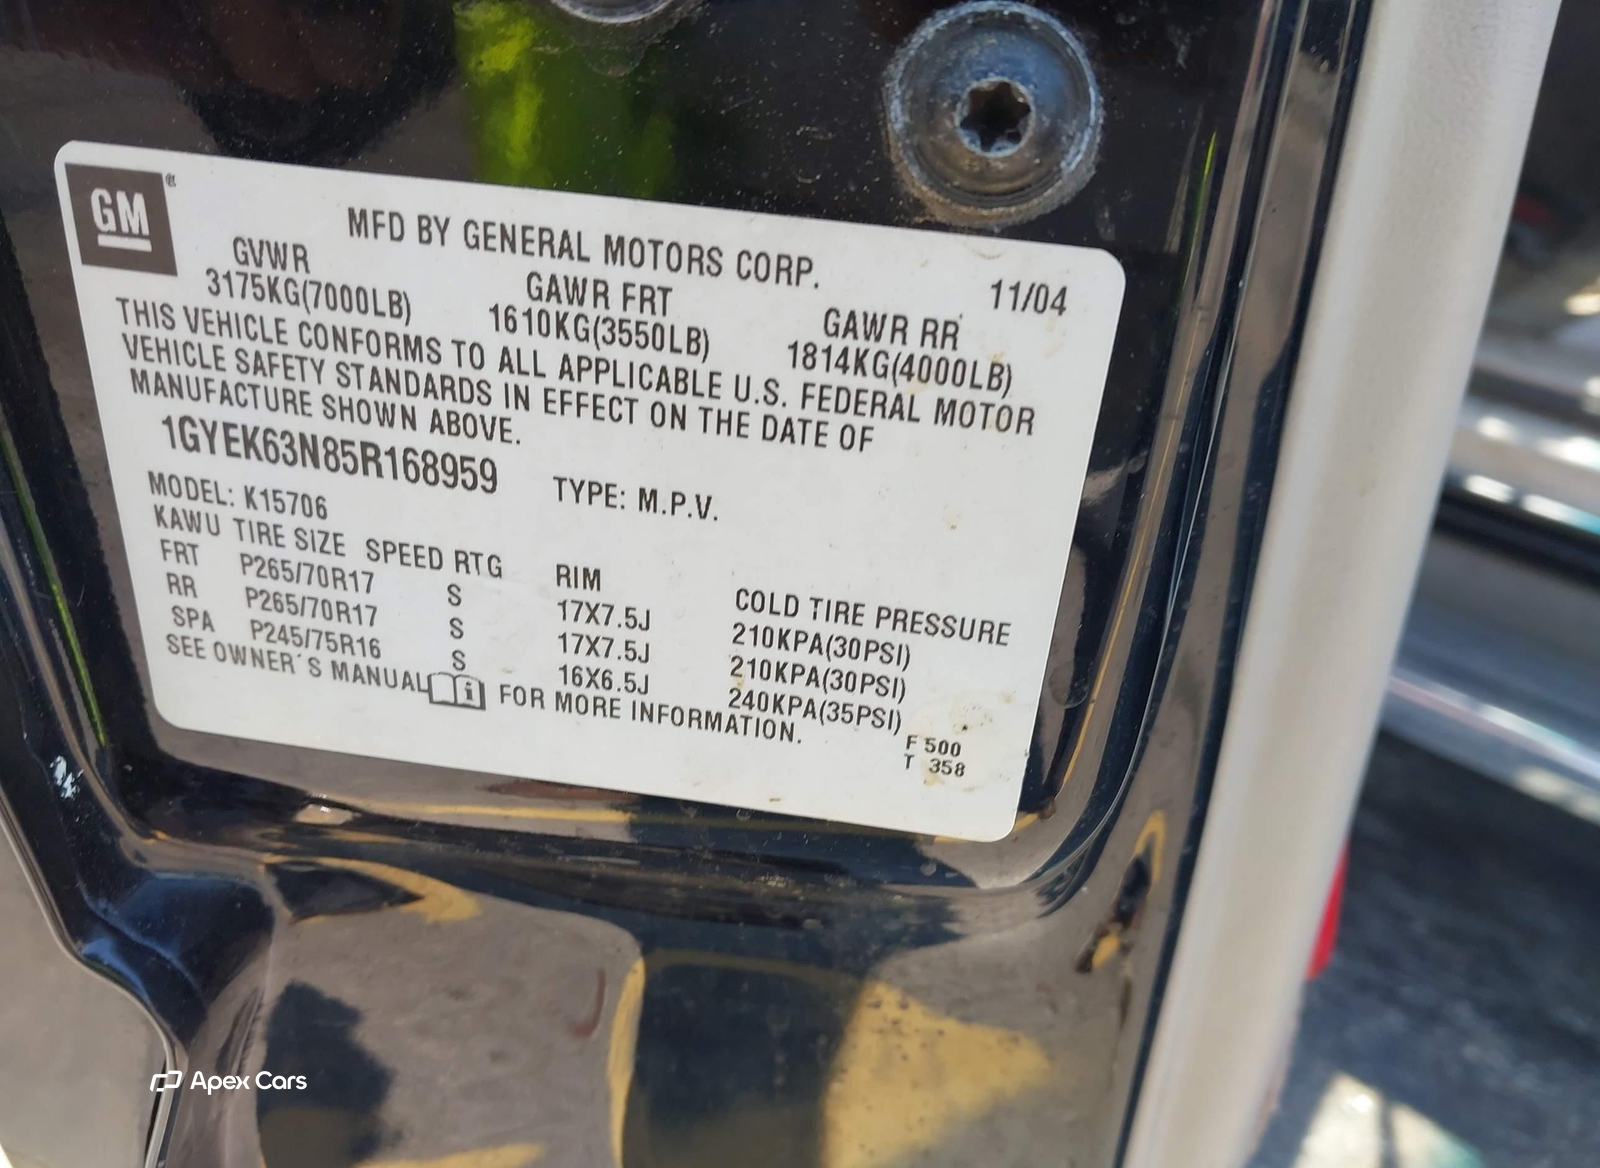 GM®
MFD BY GENERAL MOTORS CORP. 11/04
GVWR GAWR FRT GAWR RR
3175KG(7000LB) 1610KG(3550LB) 1814KG(4000LB)
THIS VEHICLE CONFORMS TO ALL APPLICABLE U.S. FEDERAL MOTOR
VEHICLE SAFETY STANDARDS IN EFFECT ON THE DATE OF
MANUFACTURE SHOWN ABOVE.
1GYEK63N85R168959 TYPE: M.P.V.
MODEL: K15706
KAWU TIRE SIZE SPEED RTG RIM COLD TIRE PRESSURE
FRT P265/70R17 S 17X7.5J 210KPA(30PSI)
RR P265/70R17 S 17X7.5J 210KPA(30PSI)
SPA P245/75R16 S 16X6.5J 240KPA(35PSI)
SEE OWNER´S MANUAL FOR MORE INFORMATION.
F 500
T 358
Apex Cars